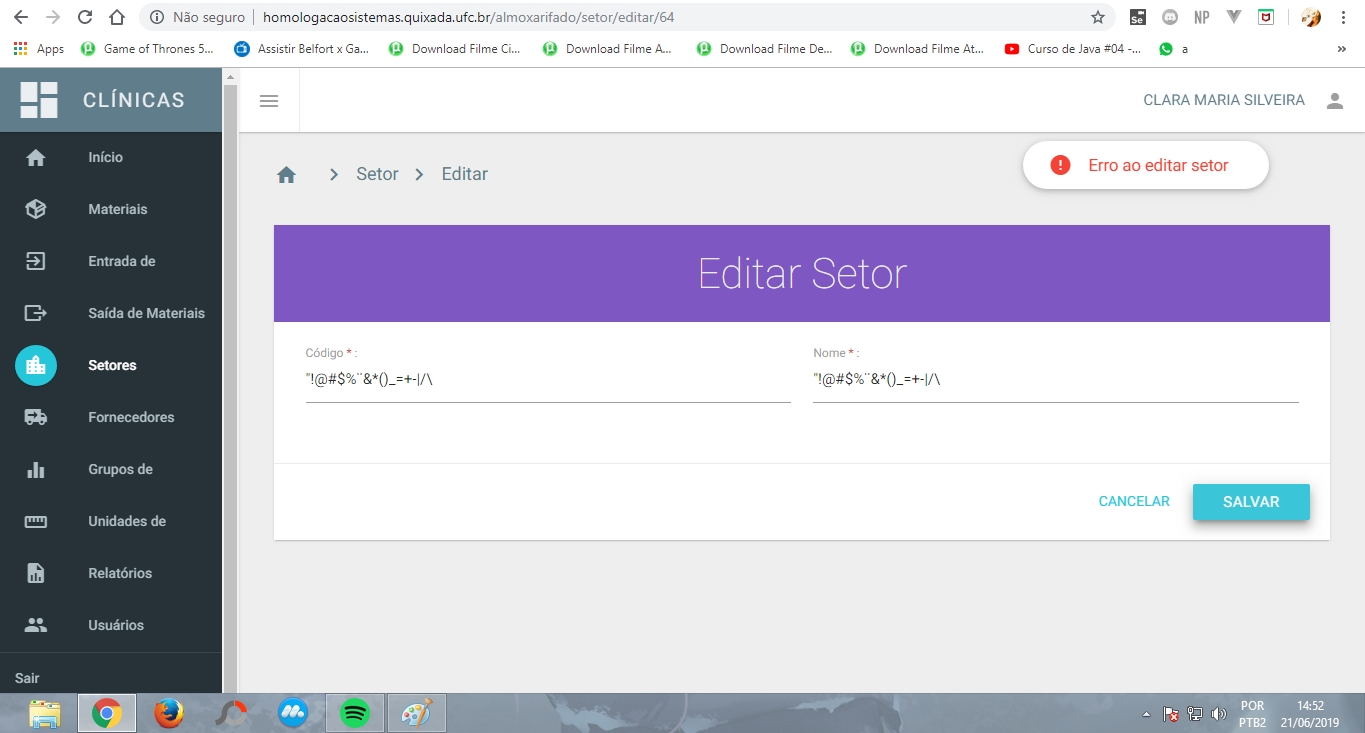 Não seguro | homologacaosistemas.quixada.ufc.br/almoxarifado/setor/editar/64
Se NP
Apps Game of Thrones 5... Assistir Belfort x Ga... Download Filme Ci... Download Filme A... Download Filme De... Download Filme At... Curso de Java #04 -... a »
CLÍNICAS
CLARA MARIA SILVEIRA
Início
Setor Editar
Erro ao editar setor
Materiais
Entrada de
Editar Setor
Saída de Materiais
Setores
Código * :
"!@#$%¨&*()_=+-|/\
Nome * :
"!@#$%¨&*()_=+-|/\
Fornecedores
Grupos de
Unidades de
CANCELAR SALVAR
Relatórios
Usuários
Sair
POR
PTB2
14:52
21/06/2019